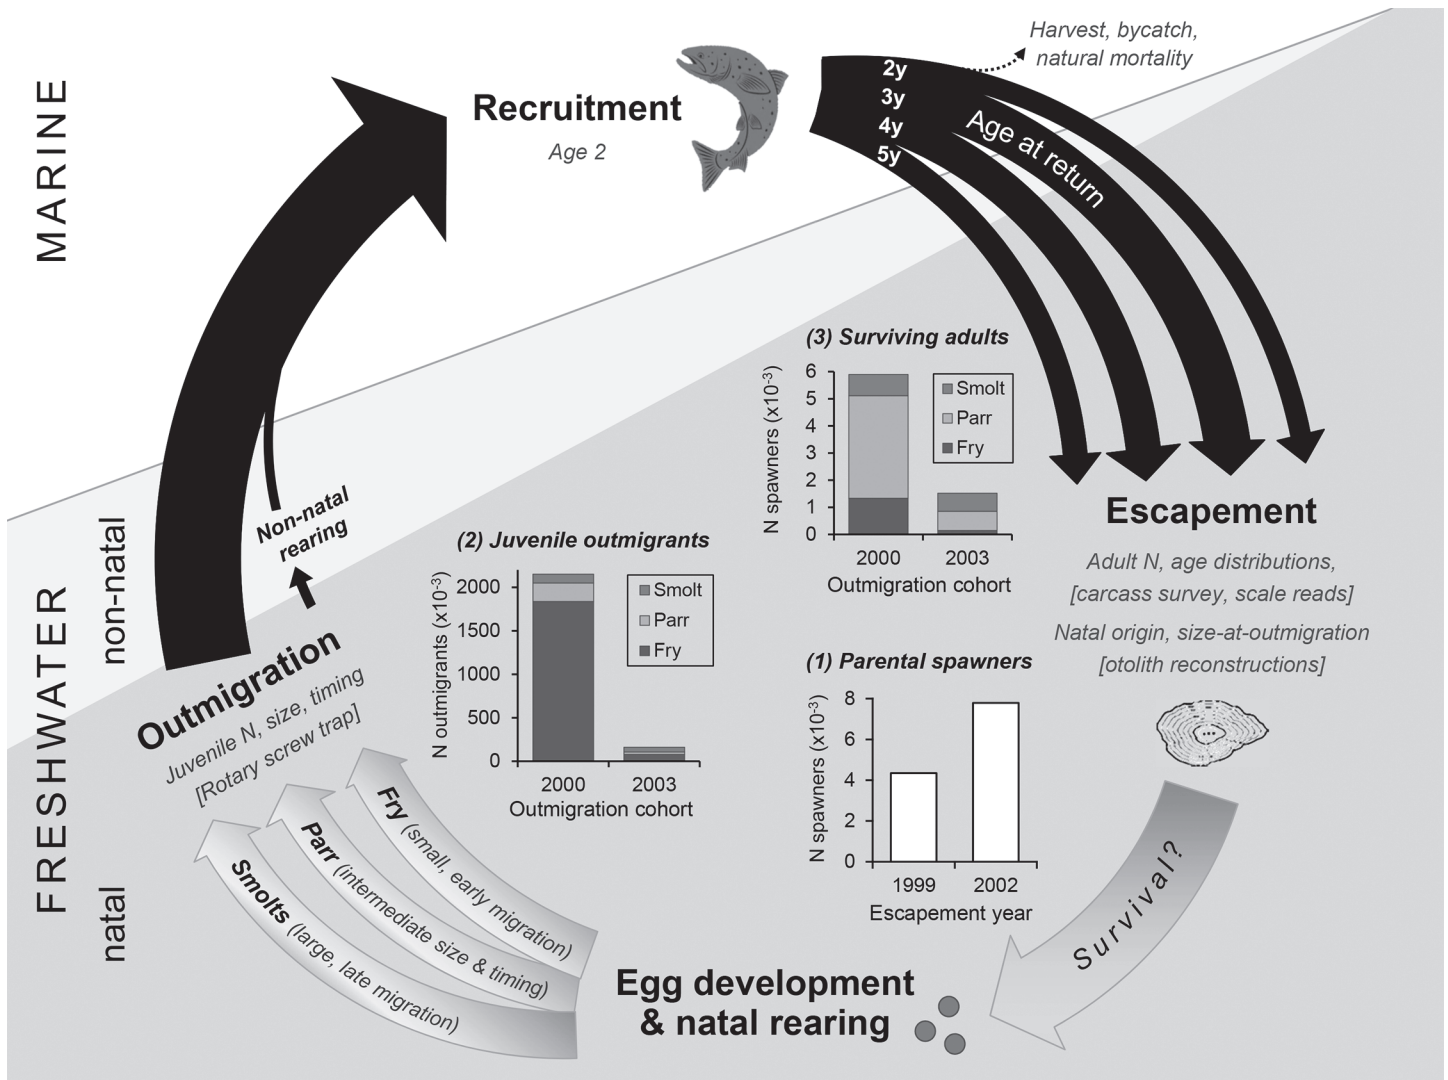 MARINE
FRESHWATER
non-natal
natal
Recruitment
Age 2
Harvest, bycatch,
natural mortality
2y
3y
4y
5y
Age at return
Non-natal
rearing
Outmigration
Juvenile N, size, timing
[Rotary screw trap]
(2) Juvenile outmigrants
N outmigrants (x10-3)
2000
1500
1000
500
0
Smolt
Parr
Fry
2000
2003
Outmigration cohort
(3) Surviving adults
N spawners (x10-3)
6
5
4
3
2
1
0
Smolt
Parr
Fry
2000
2003
Outmigration cohort
Escapement
Adult N, age distributions,
[carcass survey, scale reads]
Natal origin, size-at-outmigration
[otolith reconstructions]
(1) Parental spawners
N spawners (x10-3)
8
6
4
2
0
1999
2002
Escapement year
Survival?
Egg development
& natal rearing
Fry (small, early migration)
Parr (intermediate size & timing)
Smolts (large, late migration)